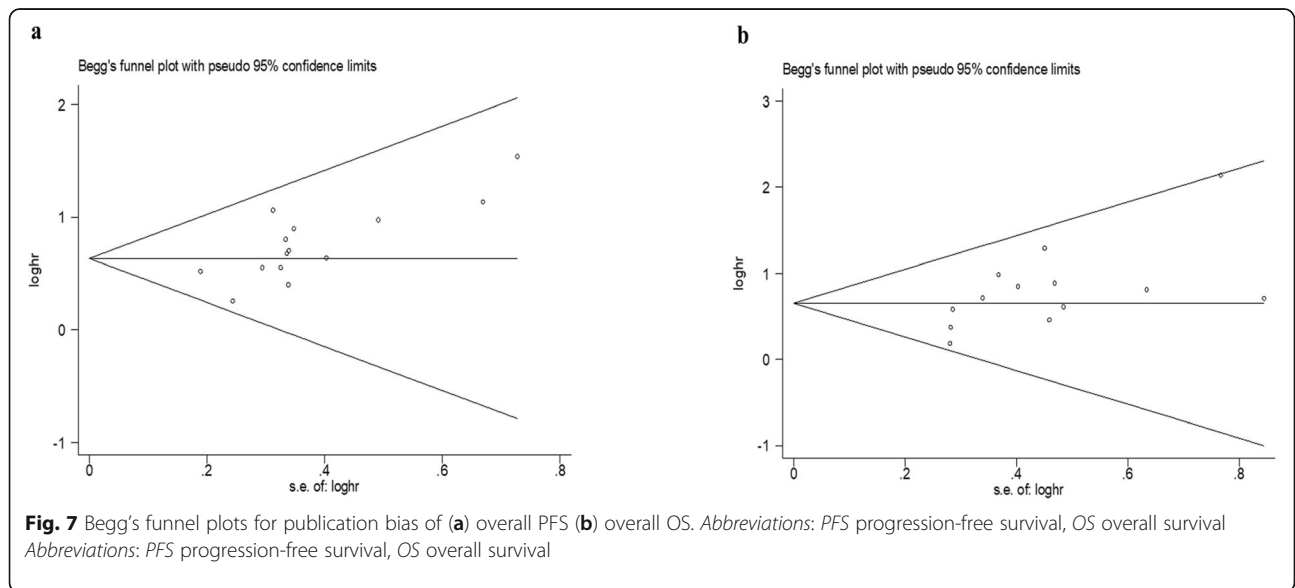 a
Begg's funnel plot with pseudo 95% confidence limits
2
1
0
-1
loghr
0 .2 .4 .6 .8
s.e. of: loghr
b
Begg's funnel plot with pseudo 95% confidence limits
3
2
1
0
-1
loghr
0 .2 .4 .6 .8
s.e. of: loghr
Fig. 7 Begg's funnel plots for publication bias of (a) overall PFS (b) overall OS. Abbreviations: PFS progression-free survival, OS overall survival
Abbreviations: PFS progression-free survival, OS overall survival